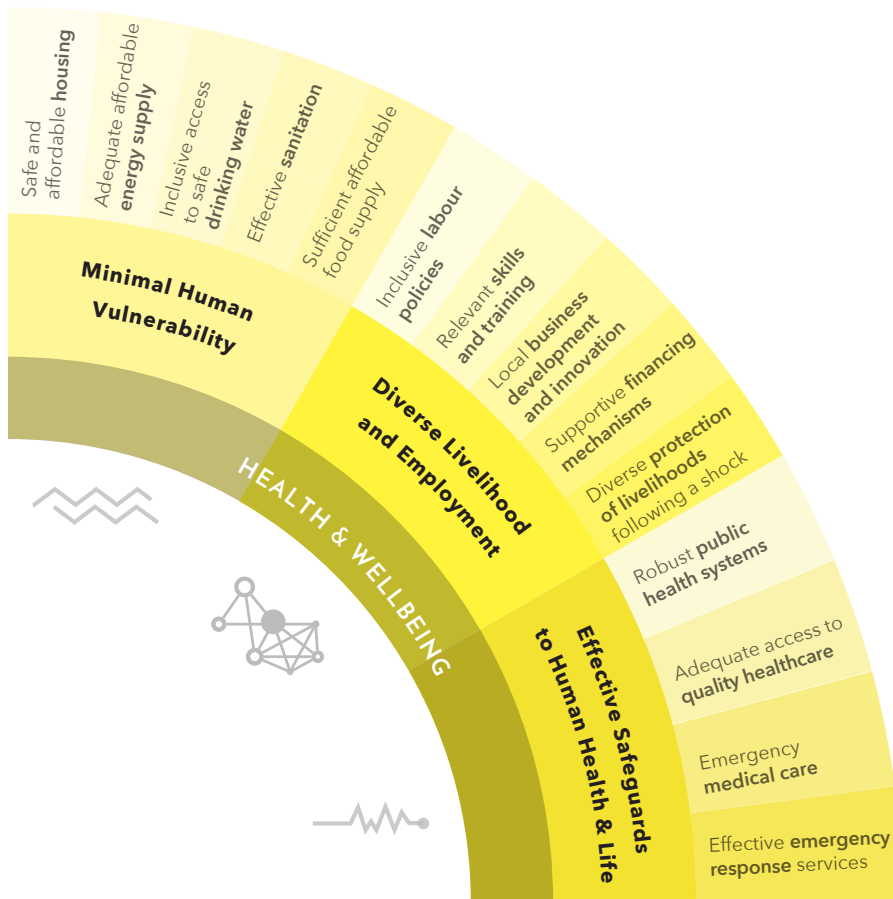 Safe and
affordable housing
Adequate affordable
energy supply
Inclusive access
to safe
drinking water
Effective sanitation
Sufficient affordable
food supply
Inclusive labour
policies
Relevant skills
and training
Local business
development
and innovation
Supportive financing
mechanisms
Diverse protection
of livelihoods
following a shock
Robust public
health systems
Adequate access to
quality healthcare
Emergency
medical care
Effective emergency
response services
Minimal Human
Vulnerability
Diverse Livelihood
and Employment
Effective Safeguards
to Human Health & Life
HEALTH & WELLBEING